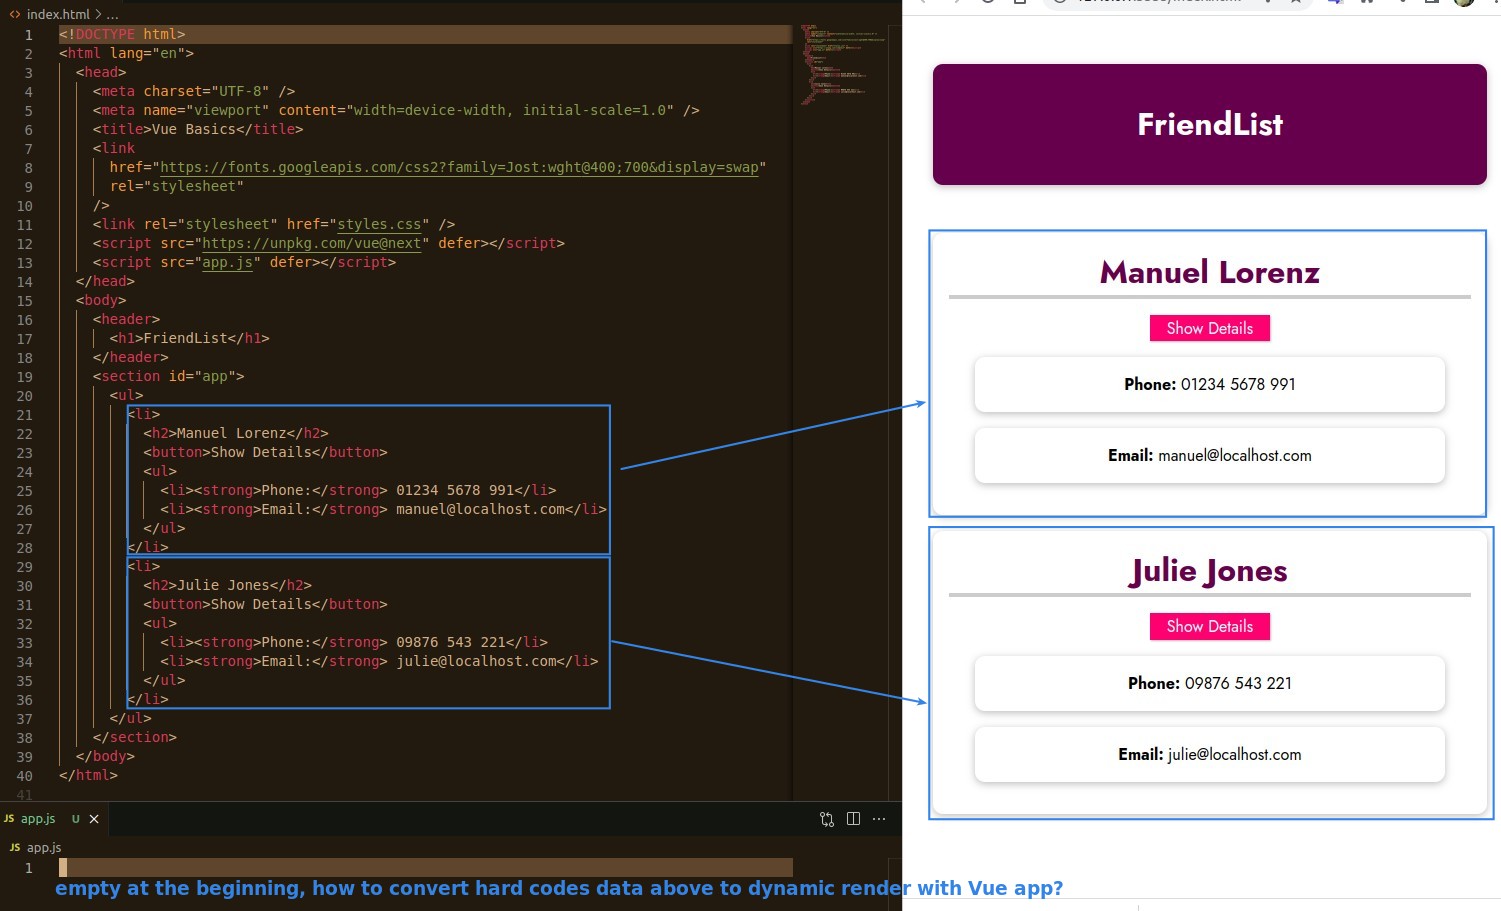 index.html > ...
1 <!DOCTYPE html>
2 <html lang="en">
3 <head>
4 <meta charset="UTF-8" />
5 <meta name="viewport" content="width=device-width, initial-scale=1.0" />
6 <title>Vue Basics</title>
7 <link
8 href="https://fonts.googleapis.com/css2?family=Jost:wght@400;700&display=swap"
9 rel="stylesheet"
10 />
11 <link rel="stylesheet" href="styles.css" />
12 <script src="https://unpkg.com/vue@next" defer></script>
13 <script src="app.js" defer></script>
14 </head>
15 <body>
16 <header>
17 <h1>FriendList</h1>
18 </header>
19 <section id="app">
20 <ul>
21 <li>
22 <h2>Manuel Lorenz</h2>
23 <button>Show Details</button>
24 <ul>
25 <li><strong>Phone:</strong> 01234 5678 991</li>
26 <li><strong>Email:</strong> manuel@localhost.com</li>
27 </ul>
28 </li>
29 <li>
30 <h2>Julie Jones</h2>
31 <button>Show Details</button>
32 <ul>
33 <li><strong>Phone:</strong> 09876 543 221</li>
34 <li><strong>Email:</strong> julie@localhost.com</li>
35 </ul>
36 </li>
37 </ul>
38 </section>
39 </body>
40 </html>
41
JS app.js U
JS app.js
1
empty at the beginning, how to convert hard codes data above to dynamic render with Vue app?
FriendList
Manuel Lorenz
Show Details
Phone: 01234 5678 991
Email: manuel@localhost.com
Julie Jones
Show Details
Phone: 09876 543 221
Email: julie@localhost.com